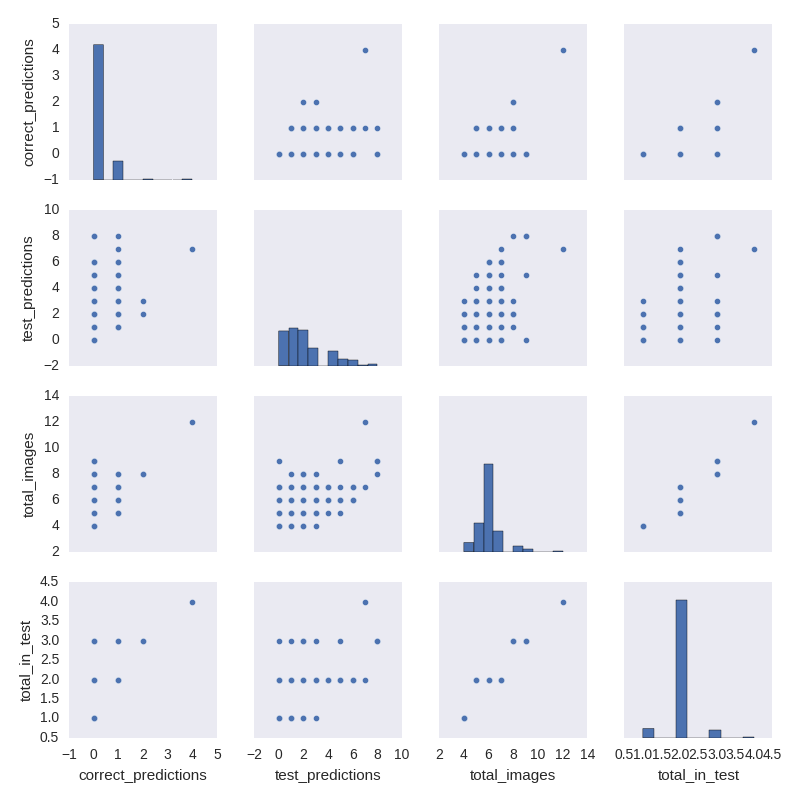 5
4
3
2
1
0
−1
correct_predictions
10
8
6
4
2
0
−2
test_predictions
14
12
10
8
6
4
2
total_images
4.5
4.0
3.5
3.0
2.5
2.0
1.5
1.0
0.5
total_in_test
−1 0 1 2 3 4 5
−2 0 2 4 6 8 10
2 4 6 8 10 12 14
0.51.01.52.02.53.03.54.04.5
correct_predictions
test_predictions
total_images
total_in_test